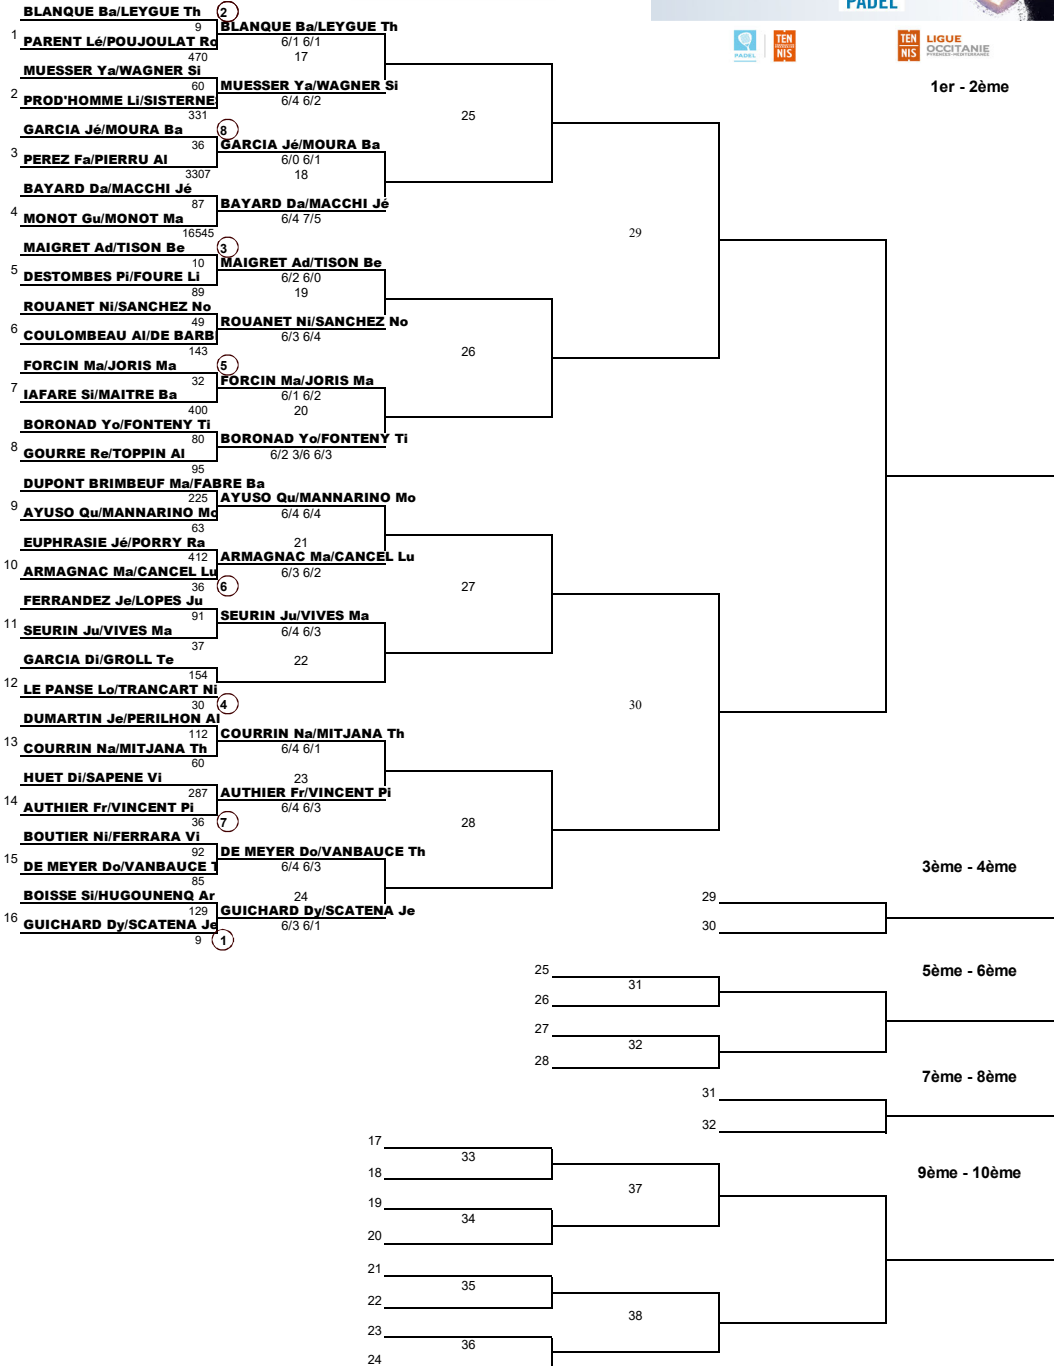 PADEL
PADEL
TEN
NIS
TEN
NIS
LIGUE
OCCITANIE
PYRENEES-MEDITERRANEE
1er - 2ème
BLANQUE Ba/LEYGUE Th 2
9 BLANQUE Ba/LEYGUE Th
1 PARENT Lé/POUJOULAT Ro 6/1 6/1
470 17
MUESSER Ya/WAGNER Si
60 MUESSER Ya/WAGNER Si
2 PROD'HOMME Li/SISTERNE 6/4 6/2
331 25
GARCIA Jé/MOURA Ba 8
36 GARCIA Jé/MOURA Ba
3 PEREZ Fa/PIERRU Al 6/0 6/1
3307 18
BAYARD Da/MACCHI Jé
87 BAYARD Da/MACCHI Jé
4 MONOT Gu/MONOT Ma 6/4 7/5
16545 29
MAIGRET Ad/TISON Be 3
10 MAIGRET Ad/TISON Be
5 DESTOMBES Pi/FOURE Li 6/2 6/0
89 19
ROUANET Ni/SANCHEZ No
49 ROUANET Ni/SANCHEZ No
6 COULOMBEAU Al/DE BARB 6/3 6/4
143 26
FORCIN Ma/JORIS Ma 5
32 FORCIN Ma/JORIS Ma
7 IAFARE Si/MAITRE Ba 6/1 6/2
400 20
BORONAD Yo/FONTENY Ti
80 BORONAD Yo/FONTENY Ti
8 GOURRE Re/TOPPIN Al 6/2 3/6 6/3
95
DUPONT BRIMBEUF Ma/FABRE Ba
225 AYUSO Qu/MANNARINO Mo
9 AYUSO Qu/MANNARINO Mo 6/4 6/4
63
EUPHRASIE Jé/PORRY Ra 21
412 ARMAGNAC Ma/CANCEL Lu
10 ARMAGNAC Ma/CANCEL Lu 6/3 6/2
36 6 27
FERRANDEZ Je/LOPES Ju
91 SEURIN Ju/VIVES Ma
11 SEURIN Ju/VIVES Ma 6/4 6/3
37
GARCIA Di/GROLL Te 22
154
12 LE PANSE Lo/TRANCART Ni
30 4 30
DUMARTIN Je/PERILHON Al
112 COURRIN Na/MITJANA Th
13 COURRIN Na/MITJANA Th 6/4 6/1
60
HUET Di/SAPENE Vi 23
287 AUTHIER Fr/VINCENT Pi
14 AUTHIER Fr/VINCENT Pi 6/4 6/3
36 7 28
BOUTIER Ni/FERRARA Vi
92 DE MEYER Do/VANBAUCE Th
15 DE MEYER Do/VANBAUCE T 6/4 6/3
85
BOISSE Si/HUGOUNENQ Ar 24
129 GUICHARD Dy/SCATENA Je
16 GUICHARD Dy/SCATENA Je 6/3 6/1
9 1
3ème - 4ème
29
30
5ème - 6ème
25
31
26
27
32
28
7ème - 8ème
31
32
9ème - 10ème
17
33
18
37
19
34
20
21
35
22
38
23
36
24